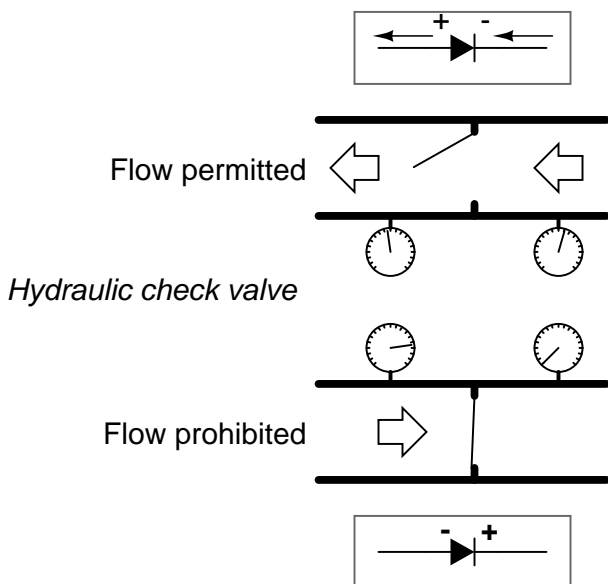 + -
Flow permitted
Hydraulic check valve
Flow prohibited
- +